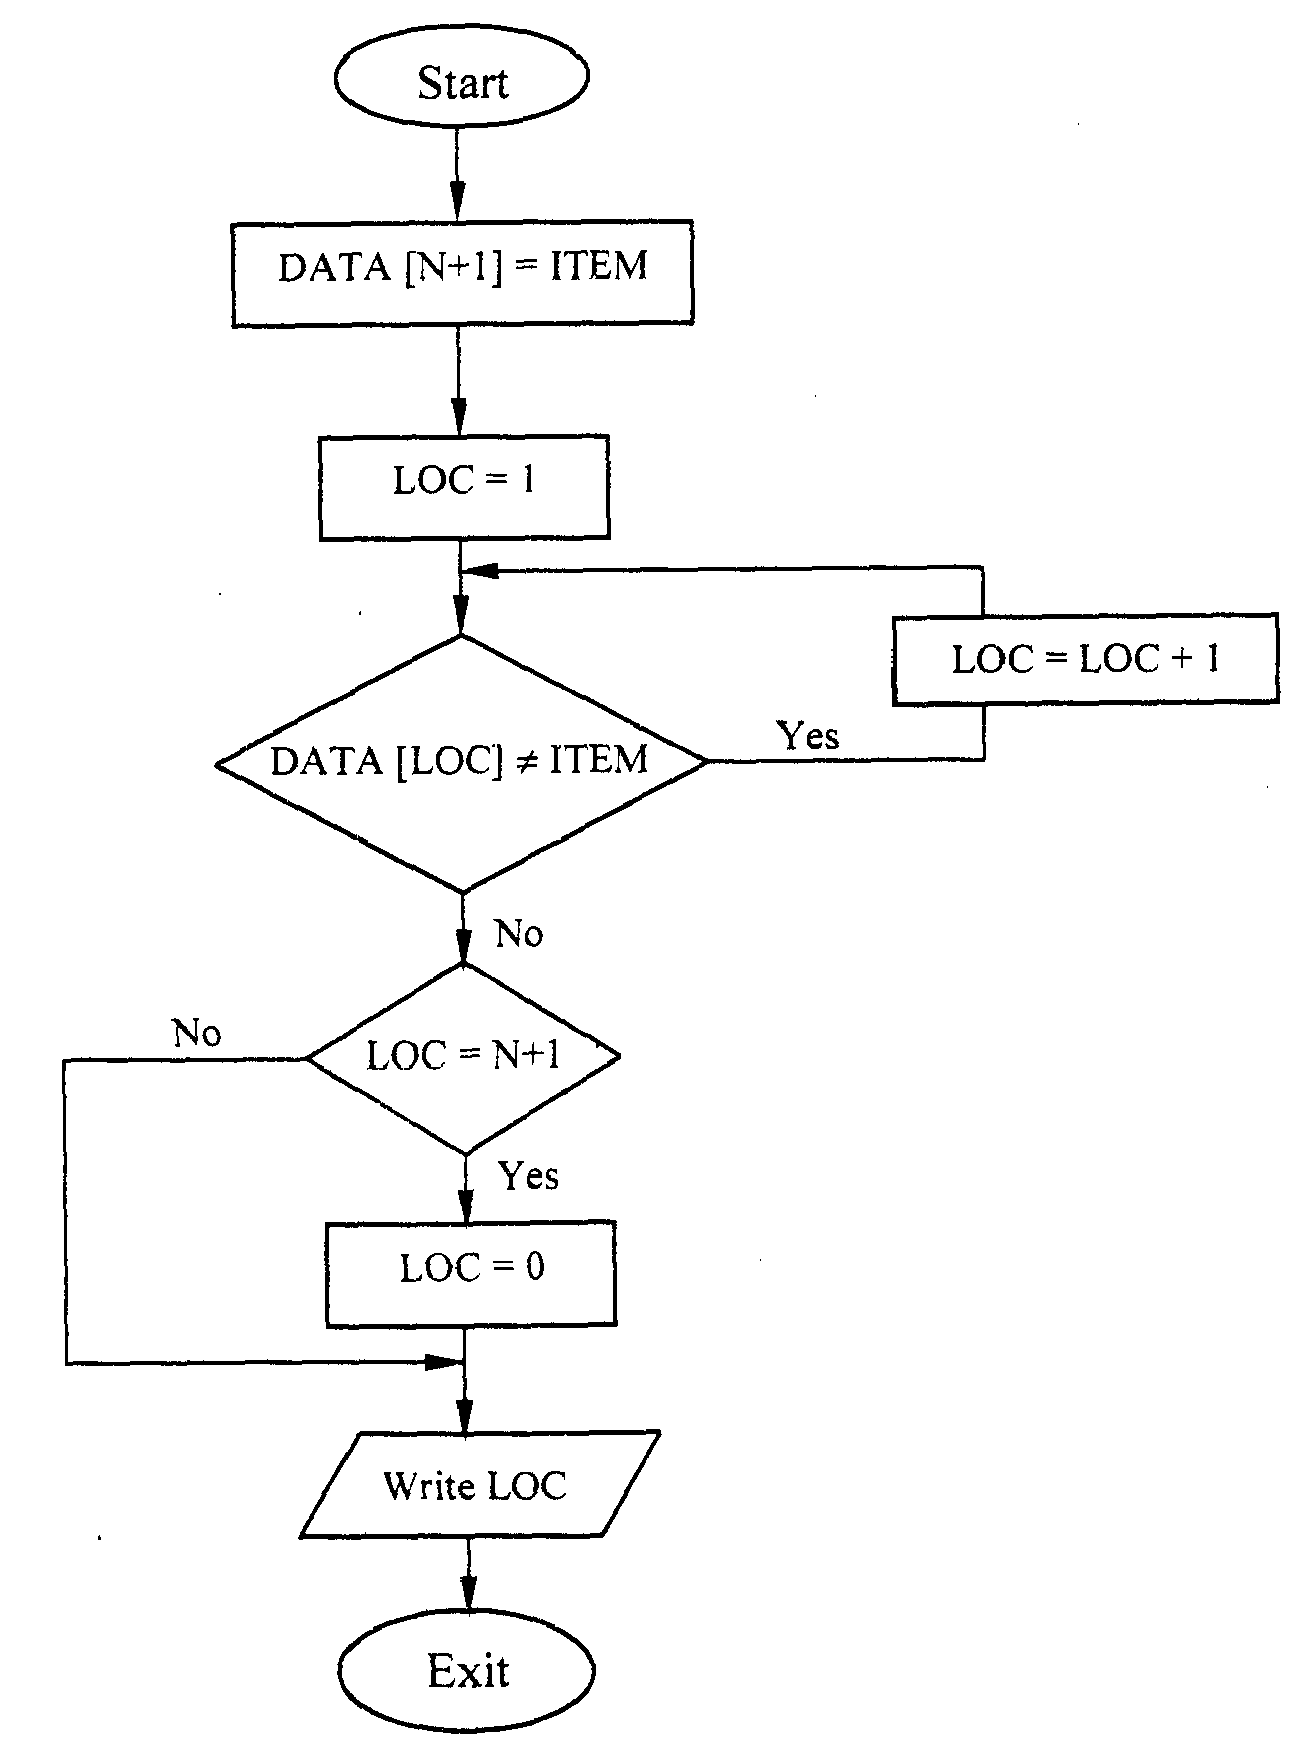 Start
DATA [N+1] = ITEM
LOC = 1
LOC = LOC + 1
DATA [LOC] ≠ ITEM
Yes
No
No
LOC = N+1
Yes
LOC = 0
Write LOC
Exit